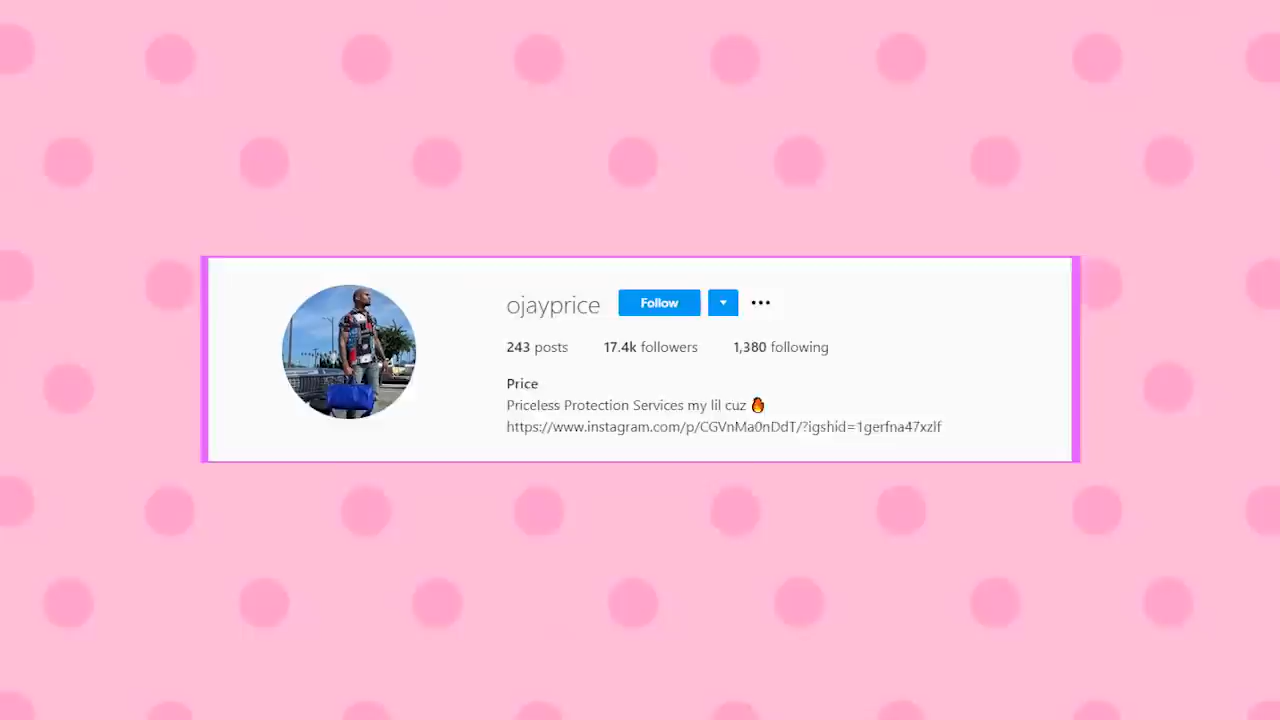 ojayprice Follow
243 posts 17.4k followers 1,380 following
Price
Priceless Protection Services my lil cuz 🔥
https://www.instagram.com/p/CGVnMa0nDdT/?igshid=1gerfna47xzlf